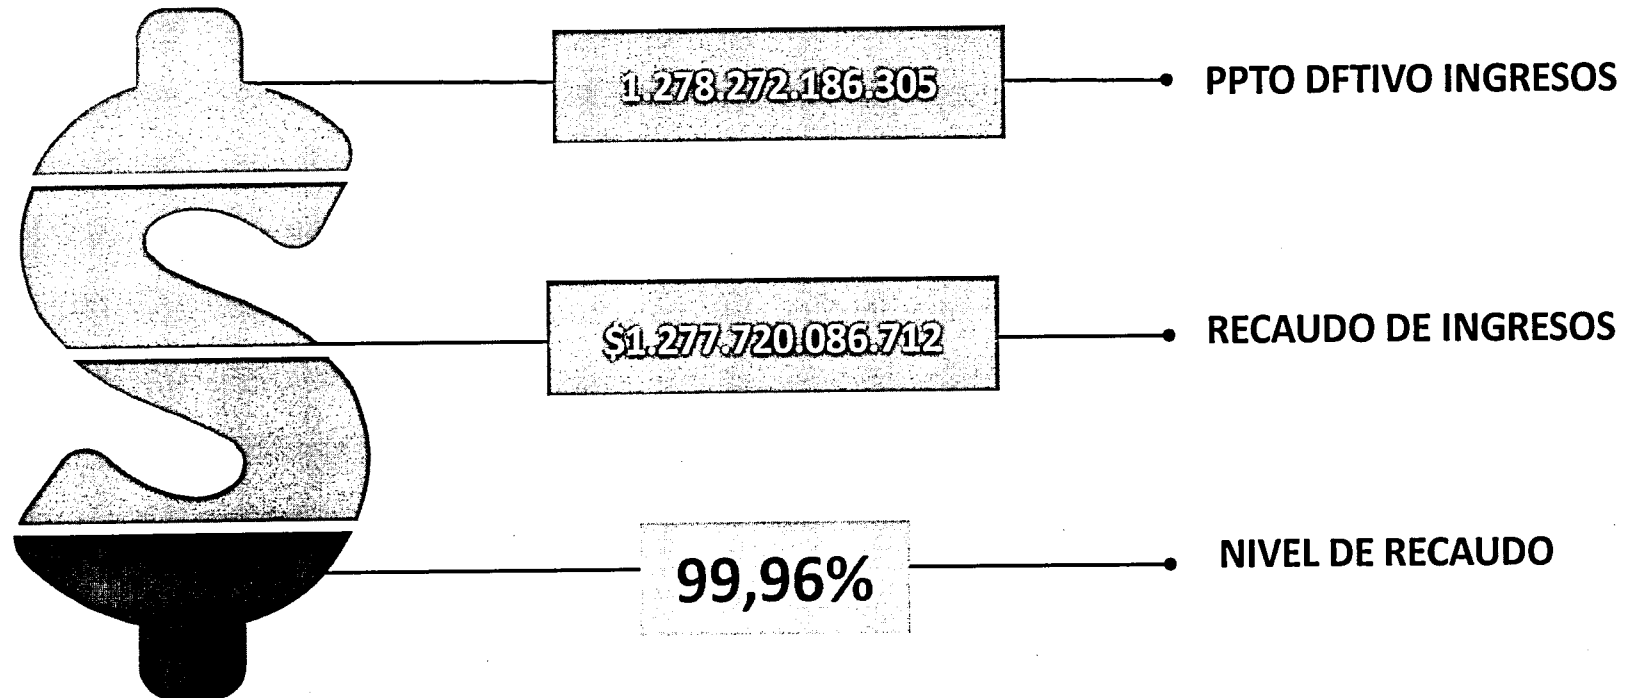 1.278.272.186.305 PPTO DFTIVO INGRESOS
$1.277.720.086.712 RECAUDO DE INGRESOS
99,96% NIVEL DE RECAUDO